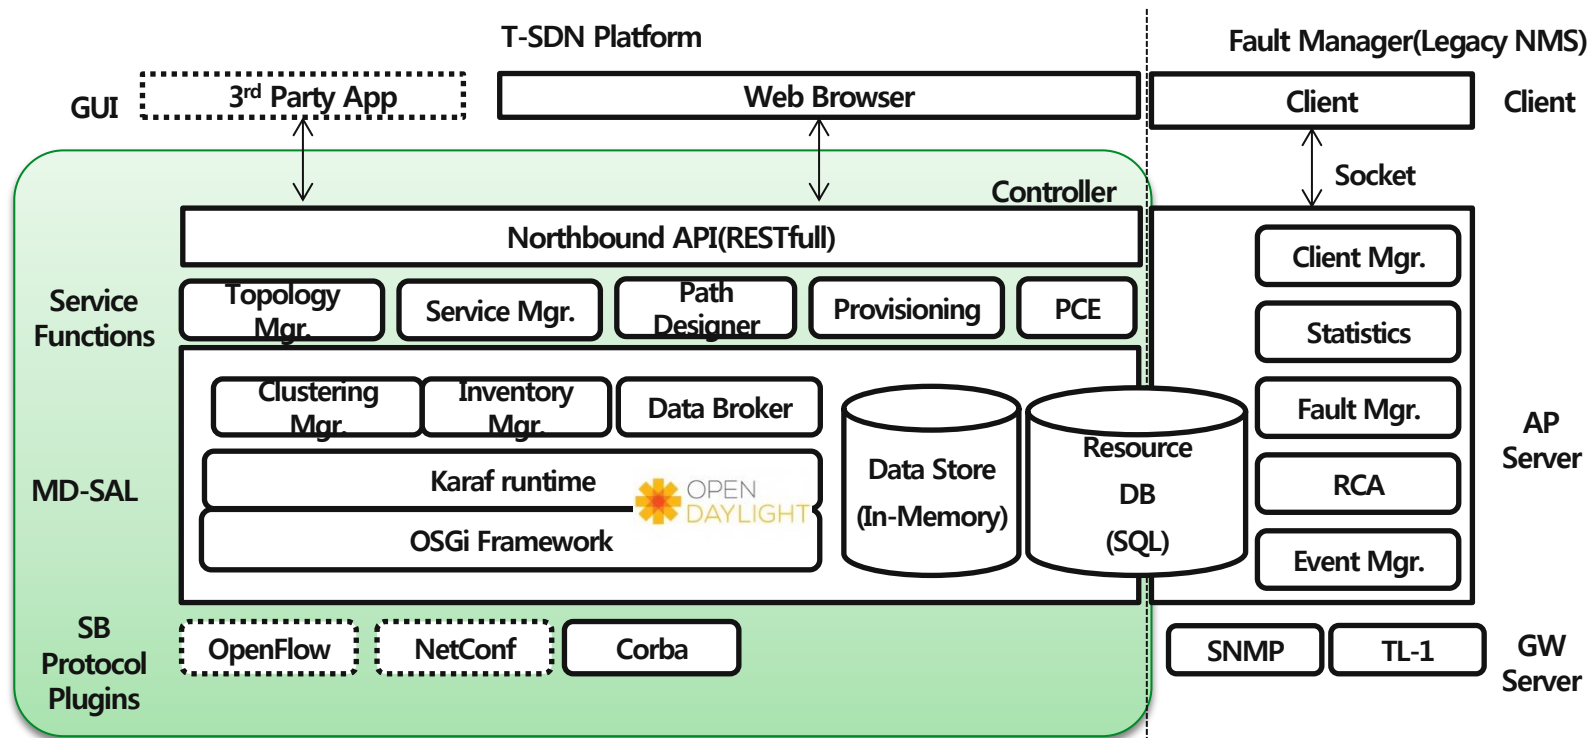 T-SDN Platform
Fault Manager(Legacy NMS)
GUI
3rd Party App
Web Browser
Client
Client
Socket
Controller
Northbound API(RESTfull)
Client Mgr.
Service
Functions
Topology
Mgr.
Service Mgr.
Path
Designer
Provisioning
PCE
Statistics
Clustering
Mgr.
Inventory
Mgr.
Data Broker
Fault Mgr.
AP
Server
MD-SAL
Karaf runtime
OPEN
DAYLIGHT
OSGi Framework
Data Store
(In-Memory)
Resource
DB
(SQL)
RCA
Event Mgr.
SB
Protocol
Plugins
OpenFlow
NetConf
Corba
SNMP
TL-1
GW
Server